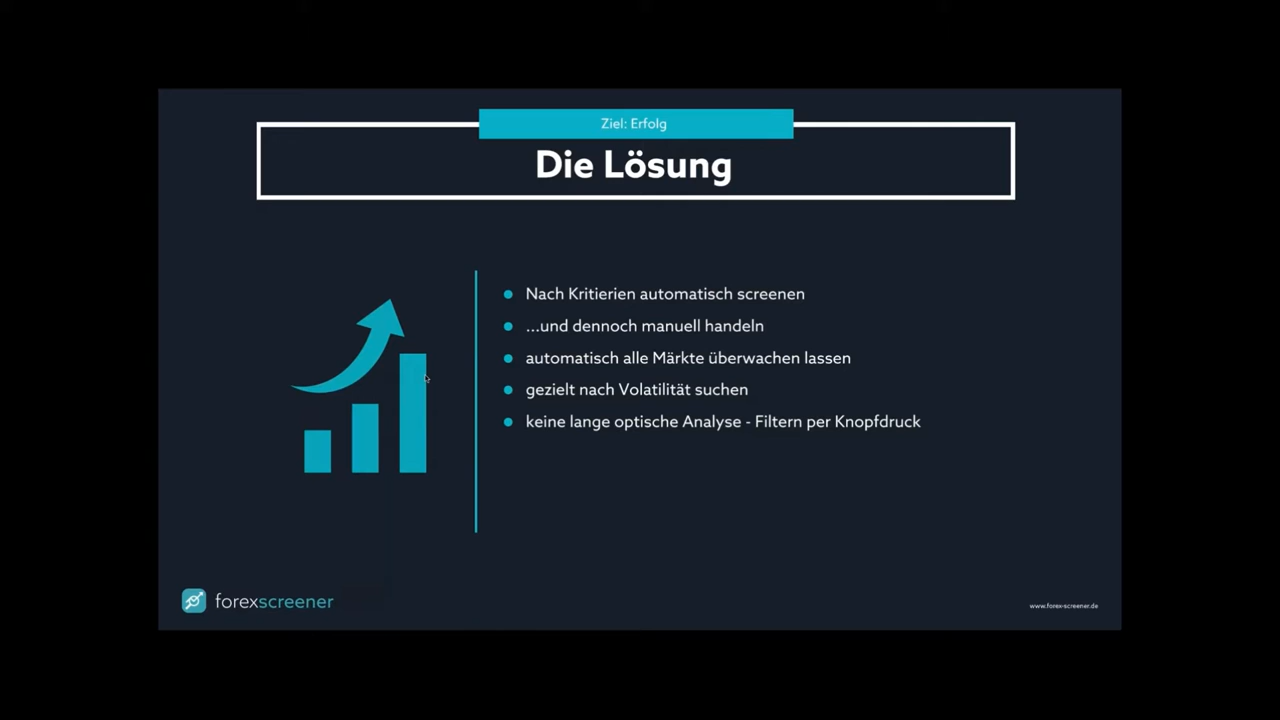 Ziel: Erfolg
Die Lösung
Nach Kritierien automatisch screenen
...und dennoch manuell handeln
automatisch alle Märkte überwachen lassen
gezielt nach Volatilität suchen
keine lange optische Analyse - Filtern per Knopfdruck
forexscreener
www.forex-screener.de